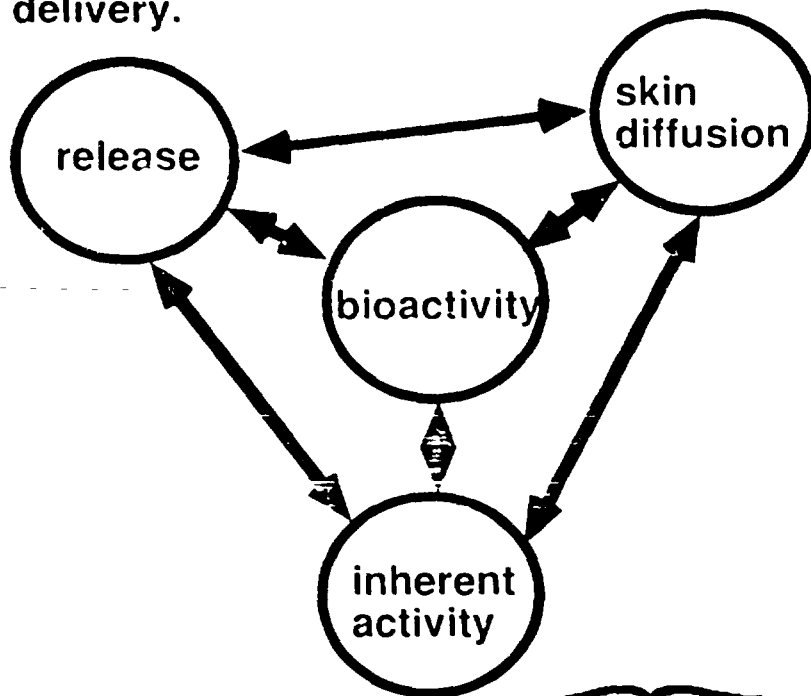 delivery.
skin
diffusion
release
bioactivity
inherent
activity